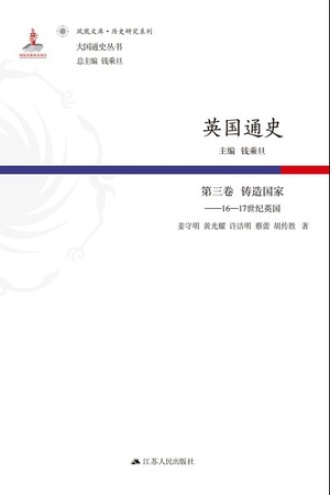 凤凰文库·历史研究系列
大国通史丛书
总主编 钱乘旦
英国通史
主编 钱乘旦
第三卷 铸造国家
——16—17世纪英国
姜守明 黄光耀 许洁明 蔡蕾 胡传胜 著
江苏人民出版社